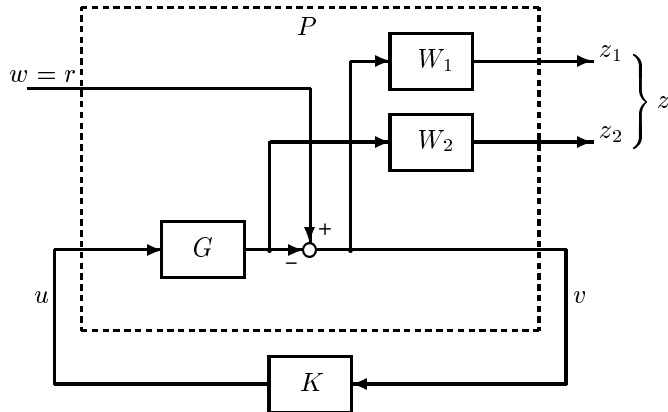 P
W₁
z₁
w = r
z
W₂
z₂
+
G
−
u
v
K